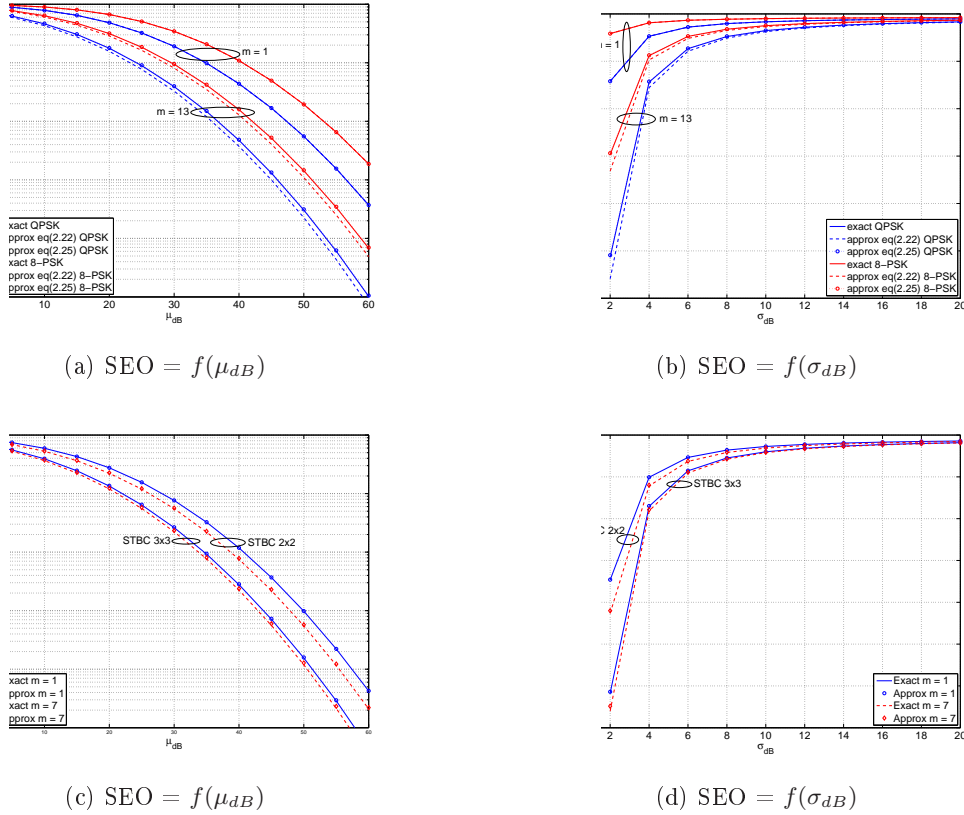 m = 1
m = 13
xact QPSK
pprox eq(2.22) QPSK
pprox eq(2.25) QPSK
xact 8−PSK
pprox eq(2.22) 8−PSK
pprox eq(2.25) 8−PSK
10 20 30 40 50 60
μdB
(a) SEO = f(μdB)
= 1
m = 13
exact QPSK
approx eq(2.22) QPSK
approx eq(2.25) QPSK
exact 8−PSK
approx eq(2.22) 8−PSK
approx eq(2.25) 8−PSK
2 4 6 8 10 12 14 16 18 20
σdB
(b) SEO = f(σdB)
STBC 3x3
STBC 2x2
xact m = 1
pprox m = 1
xact m = 7
pprox m = 7
10 20 30 40 50 60
μdB
(c) SEO = f(μdB)
STBC 3x3
C 2x2
Exact m = 1
Approx m = 1
Exact m = 7
Approx m = 7
2 4 6 8 10 12 14 16 18 20
σdB
(d) SEO = f(σdB)